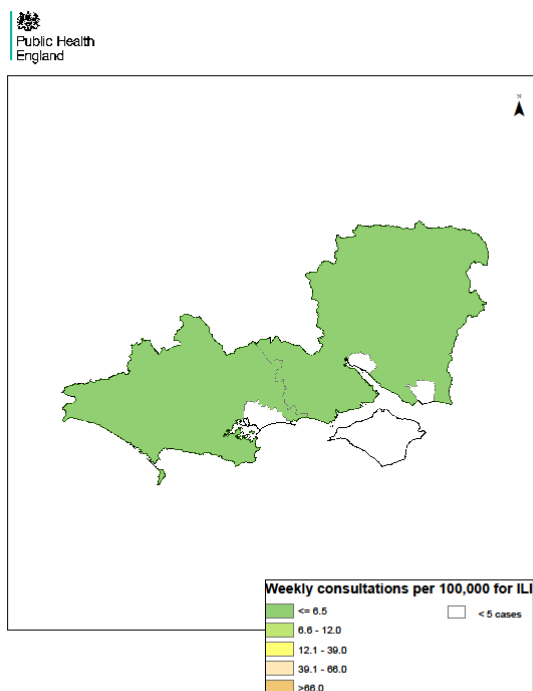 Public Health
England
N
Weekly consultations per 100,000 for ILI
<= 6.5
< 5 cases
6.6 - 12.0
12.1 - 39.0
39.1 - 66.0
>66.0